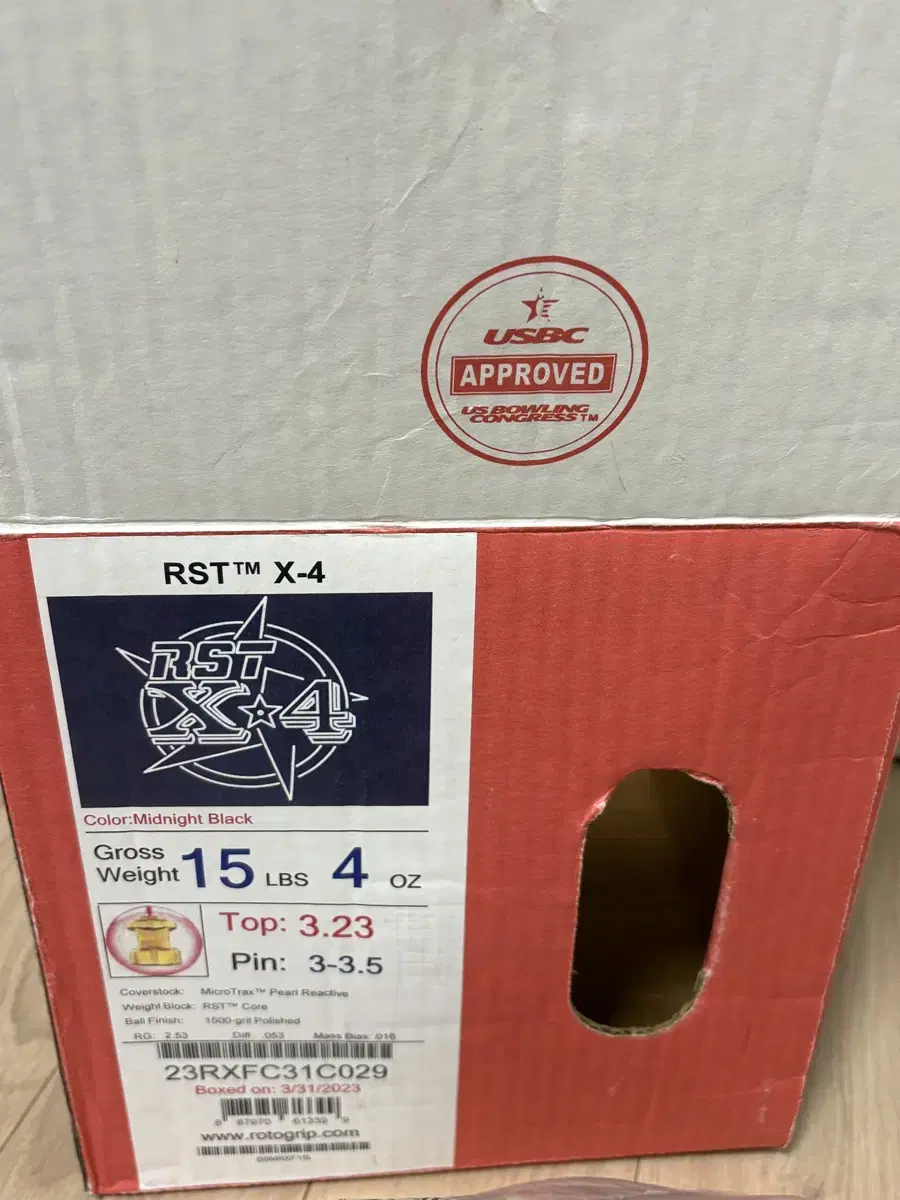 USBC
APPROVED
US BOWLING
CONGRESS™
RST™ X-4
RST
X★4
Color:Midnight Black
Gross
Weight 15 LBS 4 OZ
Top: 3.23
Pin: 3-3.5
Coverstock: MicroTrax™ Pearl Reactive
Weight Block: RST™ Core
Ball Finish: 1500-grit Polished
RG: 2.53 Diff: .053 Mass Bias: .016
23RXFC31C029
Boxed on: 3/31/2023
www.rotogrip.com